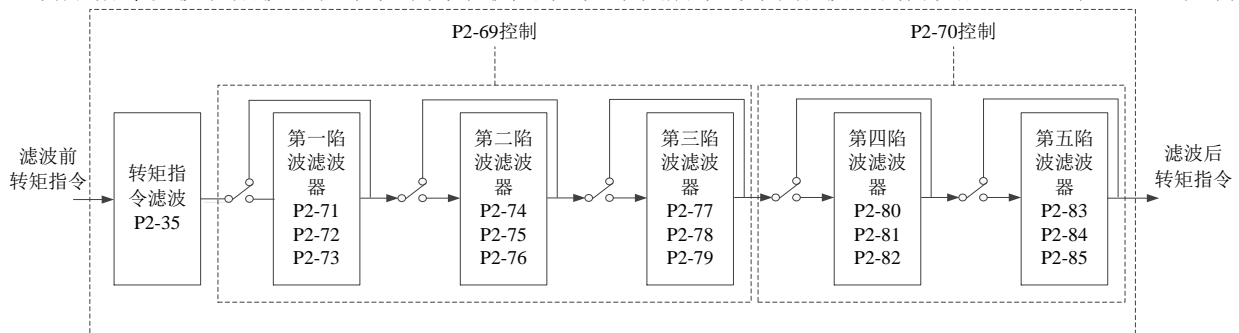 P2-69控制
P2-70控制
滤波前
转矩指令
转矩指
令滤波
P2-35
第一陷
波滤波
器
P2-71
P2-72
P2-73
第二陷
波滤波
器
P2-74
P2-75
P2-76
第三陷
波滤波
器
P2-77
P2-78
P2-79
第四陷
波滤波
器
P2-80
P2-81
P2-82
第五陷
波滤波
器
P2-83
P2-84
P2-85
滤波后
转矩指令